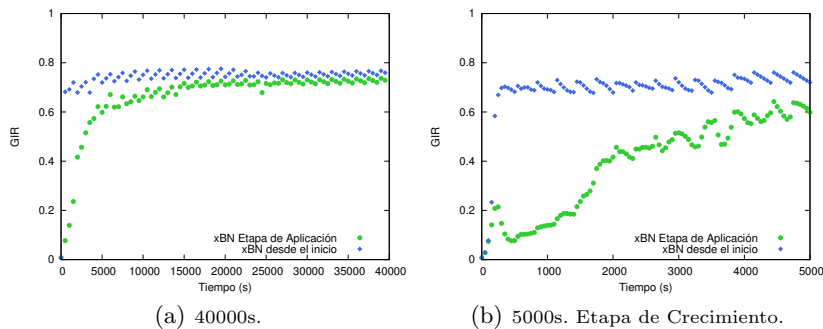 1
0.8
0.6
0.4
0.2
0
GIR
0 5000 10000 15000 20000 25000 30000 35000 40000
Tiempo (s)
xBN Etapa de Aplicación
xBN desde el inicio
(a) 40000s.
1
0.8
0.6
0.4
0.2
0
GIR
0 1000 2000 3000 4000 5000
Tiempo (s)
xBN Etapa de Aplicación
xBN desde el inicio
(b) 5000s. Etapa de Crecimiento.